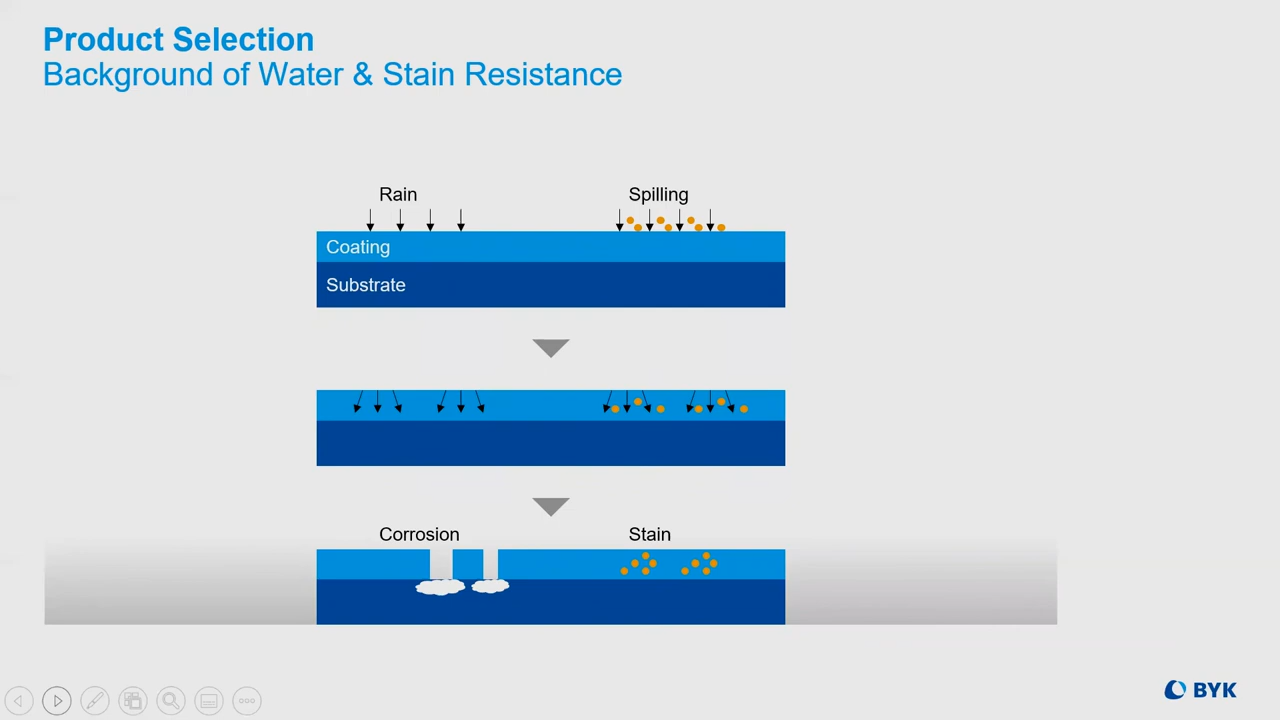 Product Selection
Background of Water & Stain Resistance
Rain
Spilling
Coating
Substrate
Corrosion
Stain
BYK